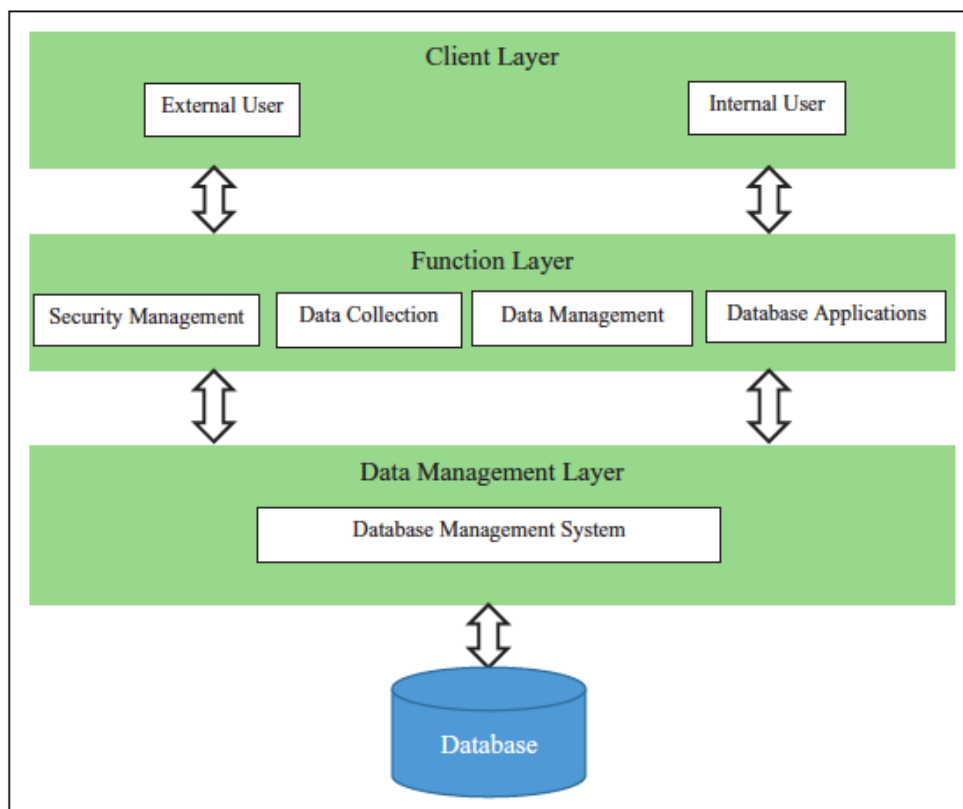 Client Layer
External User
Internal User
Function Layer
Security Management
Data Collection
Data Management
Database Applications
Data Management Layer
Database Management System
Database